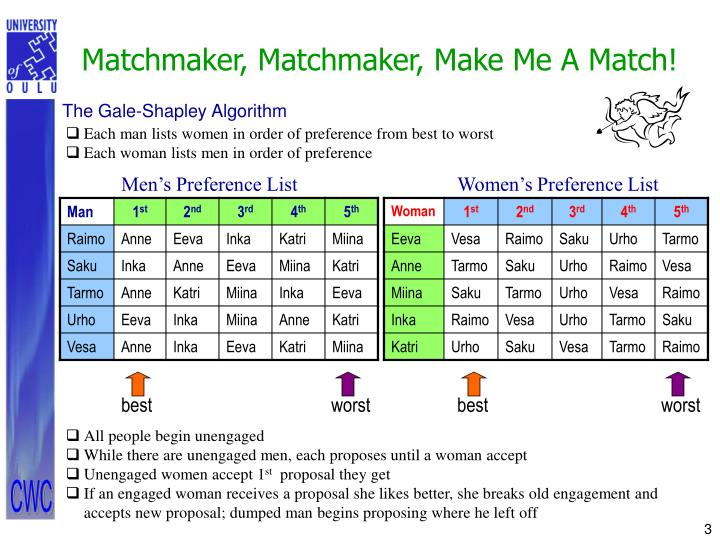 UNIVERSITY
of
OULU
Matchmaker, Matchmaker, Make Me A Match!
The Gale-Shapley Algorithm
❑ Each man lists women in order of preference from best to worst
❑ Each woman lists men in order of preference
Men's Preference List
Man 1st 2nd 3rd 4th 5th
Raimo Anne Eeva Inka Katri Miina
Saku Inka Anne Eeva Miina Katri
Tarmo Anne Katri Miina Inka Eeva
Urho Eeva Inka Miina Anne Katri
Vesa Anne Inka Eeva Katri Miina
best worst
Women's Preference List
Woman 1st 2nd 3rd 4th 5th
Eeva Vesa Raimo Saku Urho Tarmo
Anne Tarmo Saku Urho Raimo Vesa
Miina Saku Tarmo Urho Vesa Raimo
Inka Raimo Vesa Urho Tarmo Saku
Katri Urho Saku Vesa Tarmo Raimo
best worst
❑ All people begin unengaged
❑ While there are unengaged men, each proposes until a woman accept
❑ Unengaged women accept 1st proposal they get
❑ If an engaged woman receives a proposal she likes better, she breaks old engagement and
accepts new proposal; dumped man begins proposing where he left off
CWC
3